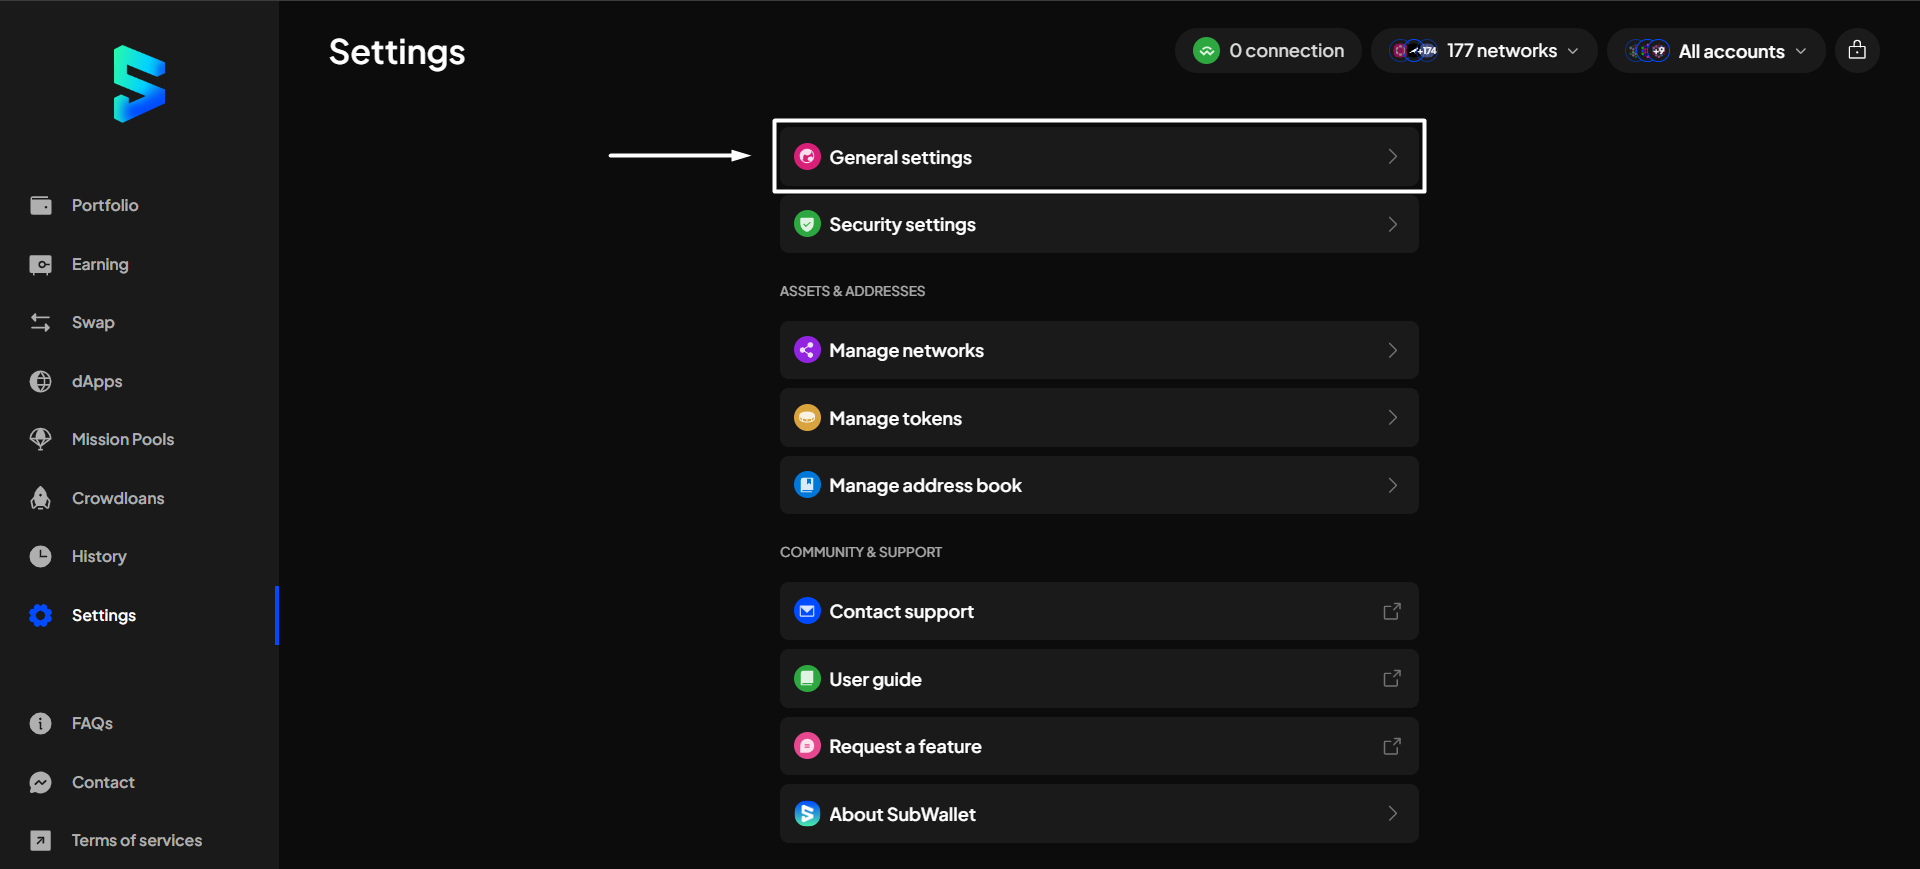 Settings
0 connection
+174
177 networks
+9
All accounts
Portfolio
Earning
Swap
dApps
Mission Pools
Crowdloans
History
Settings
FAQs
Contact
Terms of services
General settings
Security settings
ASSETS & ADDRESSES
Manage networks
Manage tokens
Manage address book
COMMUNITY & SUPPORT
Contact support
User guide
Request a feature
About SubWallet